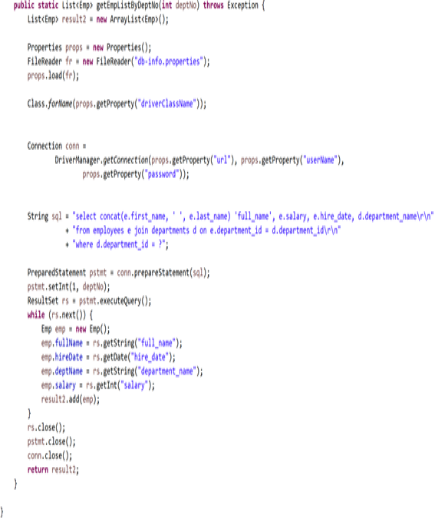 public static List<Emp> getEmpListByDeptNo(int deptNo) throws Exception {
List<Emp> result2 = new ArrayList<Emp>();
Properties props = new Properties();
FileReader fr = new FileReader("db-info.properties");
props.load(fr);
Class.forName(props.getProperty("driverClassName"));
Connection conn =
DriverManager.getConnection(props.getProperty("url"), props.getProperty("userName"),
props.getProperty("password"));
String sql = "select concat(e.first_name, ' ', e.last_name) 'full_name', e.salary, e.hire_date, d.department_name\r\n"
+ "from employees e join departments d on e.department_id = d.department_id\r\n"
+ "where d.department_id = ?";
PreparedStatement pstmt = conn.prepareStatement(sql);
pstmt.setInt(1, deptNo);
ResultSet rs = pstmt.executeQuery();
while (rs.next()) {
Emp emp = new Emp();
emp.fullName = rs.getString("full_name");
emp.hireDate = rs.getDate("hire_date");
emp.deptName = rs.getString("department_name");
emp.salary = rs.getInt("salary");
result2.add(emp);
}
rs.close();
pstmt.close();
conn.close();
return result2;
}
}